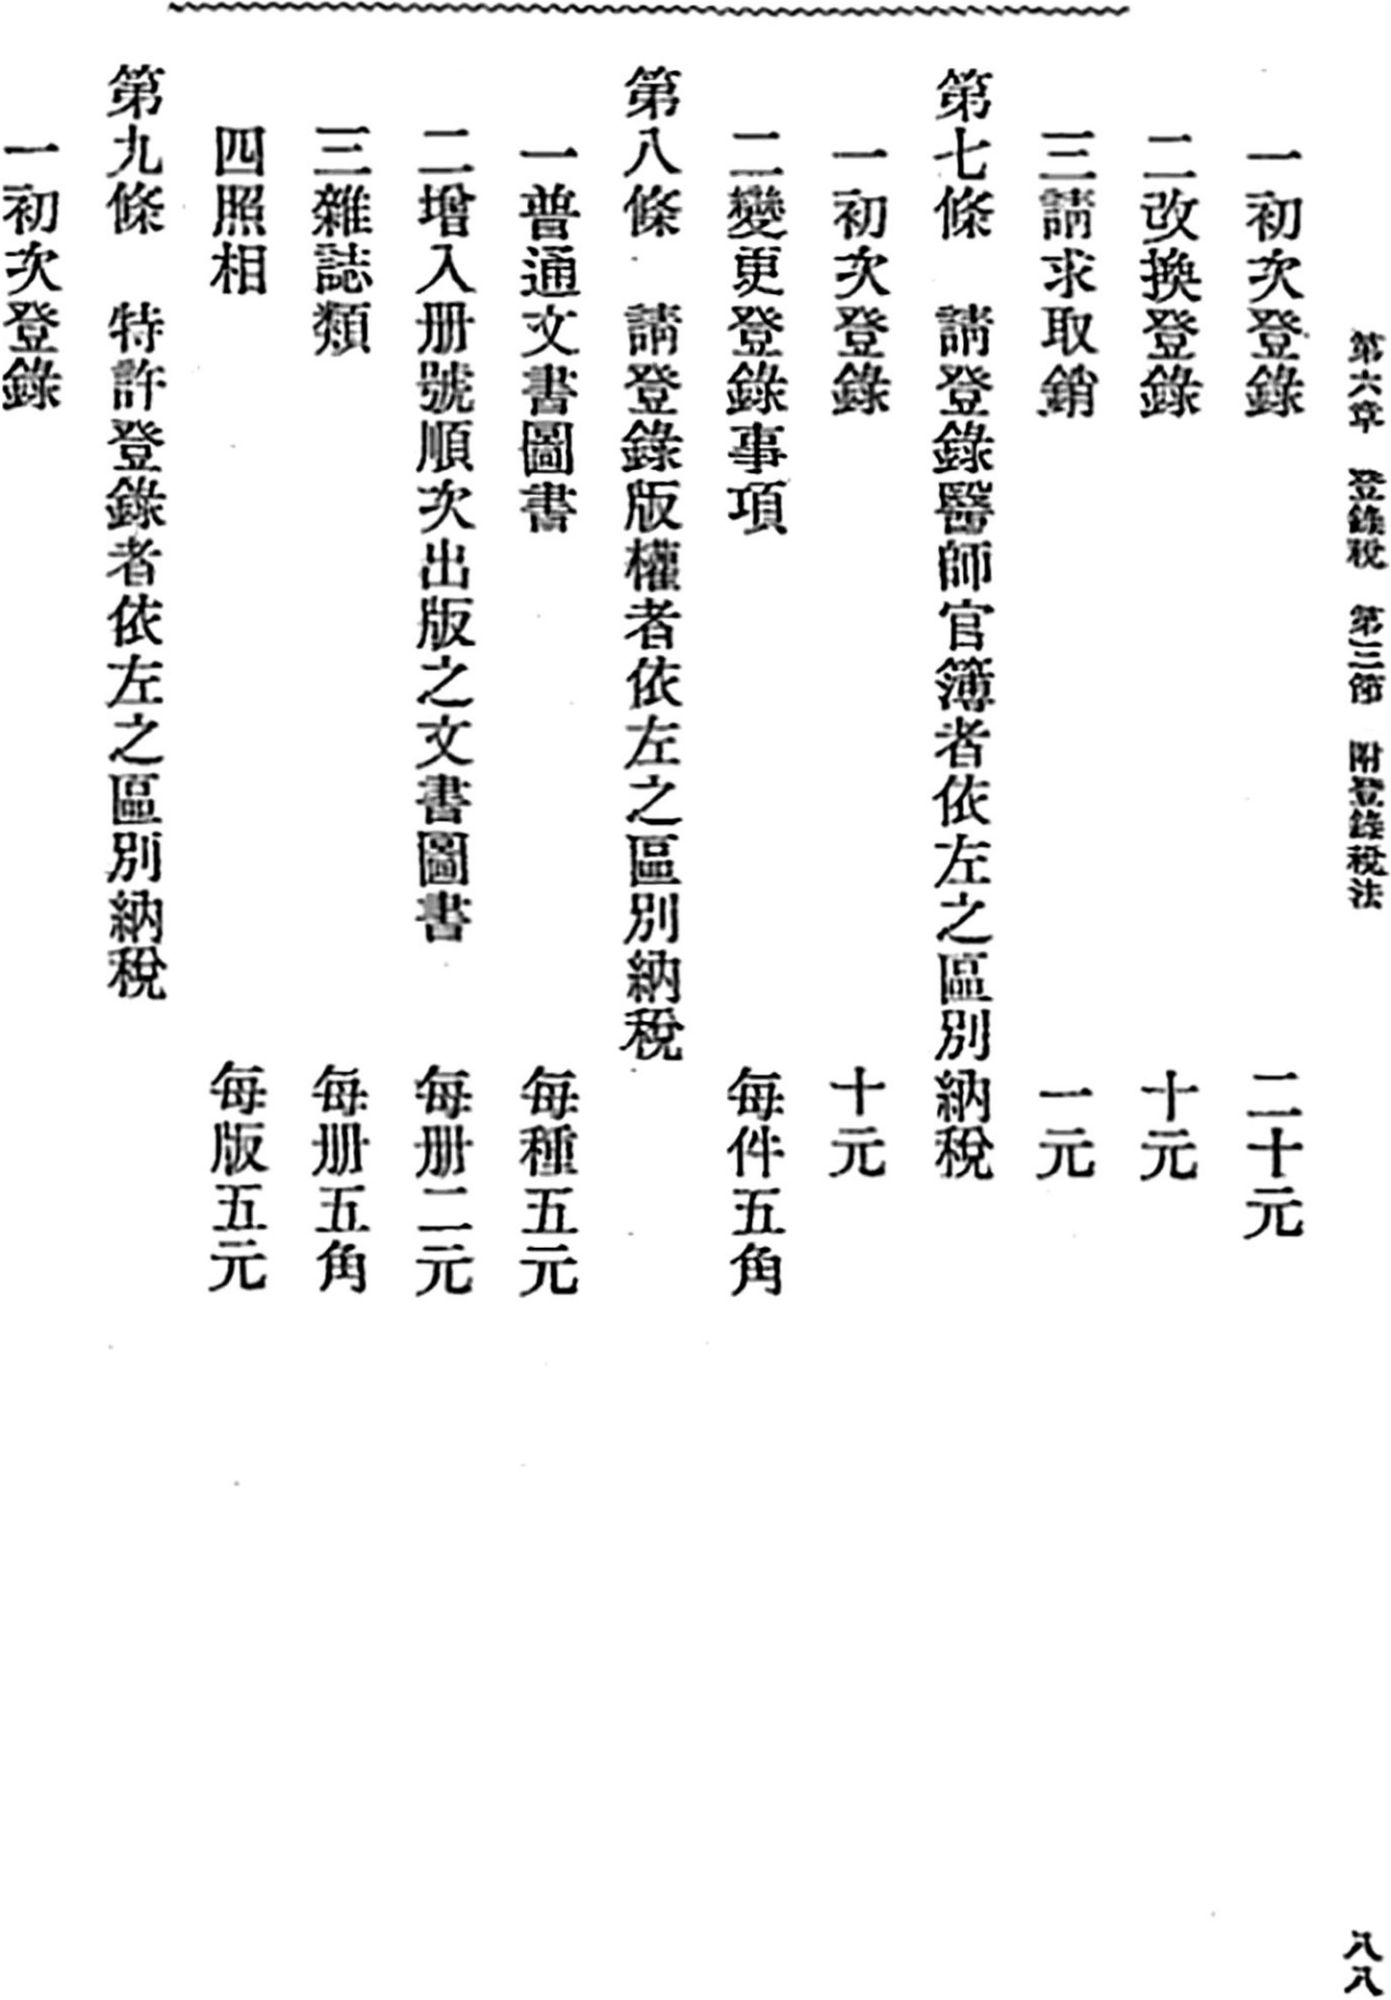 第六章　登錄稅　第三節　附登錄稅法
八八
一初次登錄　二十元
二改換登錄　十元
三請求取銷　一元
第七條　請登錄醫師官簿者依左之區別納稅
一初次登錄　十元
二變更登錄事項　每件五角
第八條　請登錄版權者依左之區別納稅
一普通文書圖書　每種五元
二增入册號順次出版之文書圖書　每册二元
三雜誌類　每册五角
四照相　每版五元
第九條　特許登錄者依左之區別納稅
一初次登錄